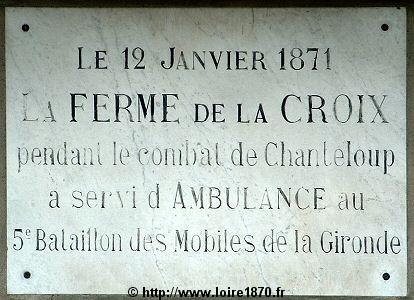 LE 12 JANVIER 1871
LA FERME DE LA CROIX
pendant le combat de Chanteloup
a servi d AMBULANCE au
5e Bataillon des Mobiles de la Gironde
© http://www.loire1870.fr